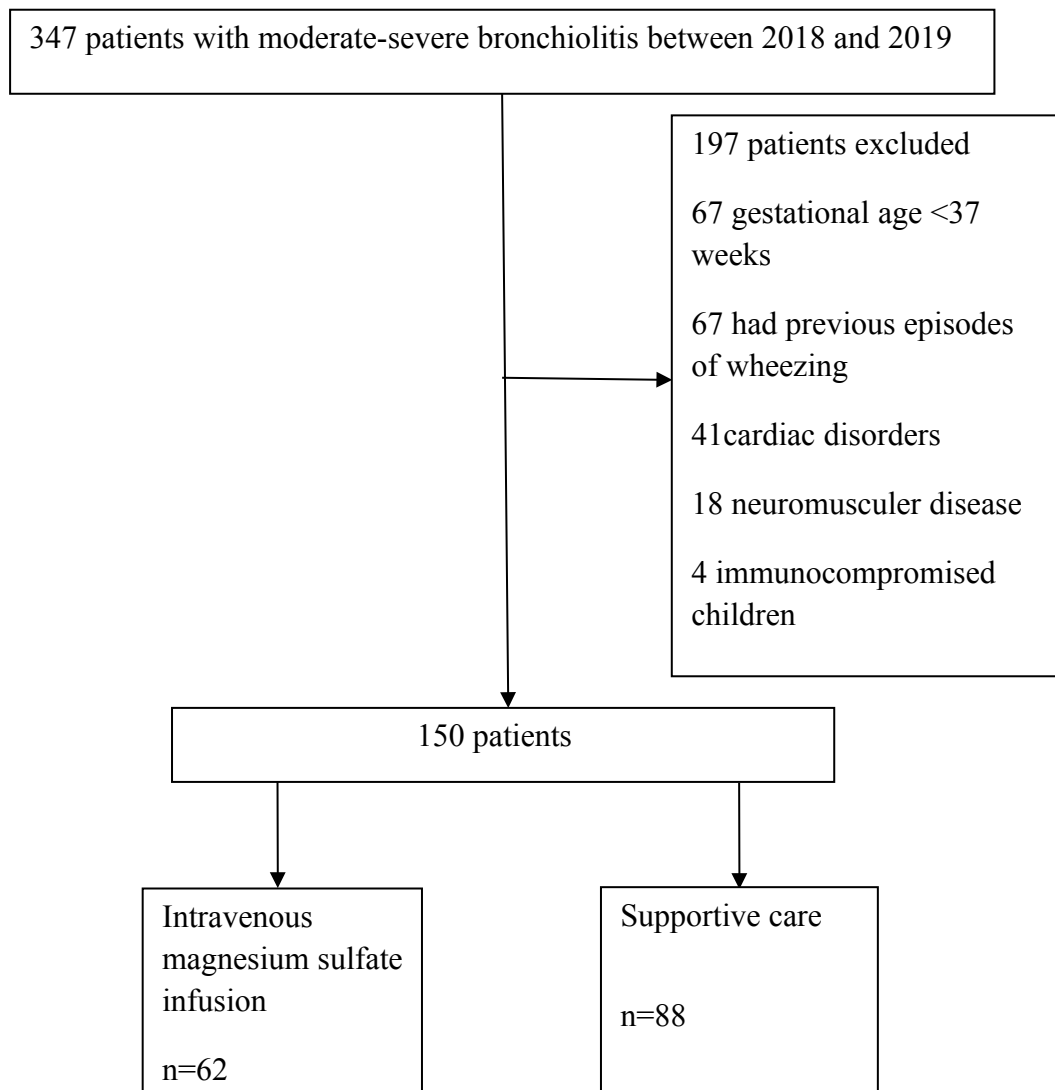 347 patients with moderate-severe bronchiolitis between 2018 and 2019
197 patients excluded
67 gestational age <37
weeks
67 had previous episodes
of wheezing
41cardiac disorders
18 neuromusculer disease
4 immunocompromised
children
150 patients
Intravenous
magnesium sulfate
infusion
n=62
Supportive care
n=88